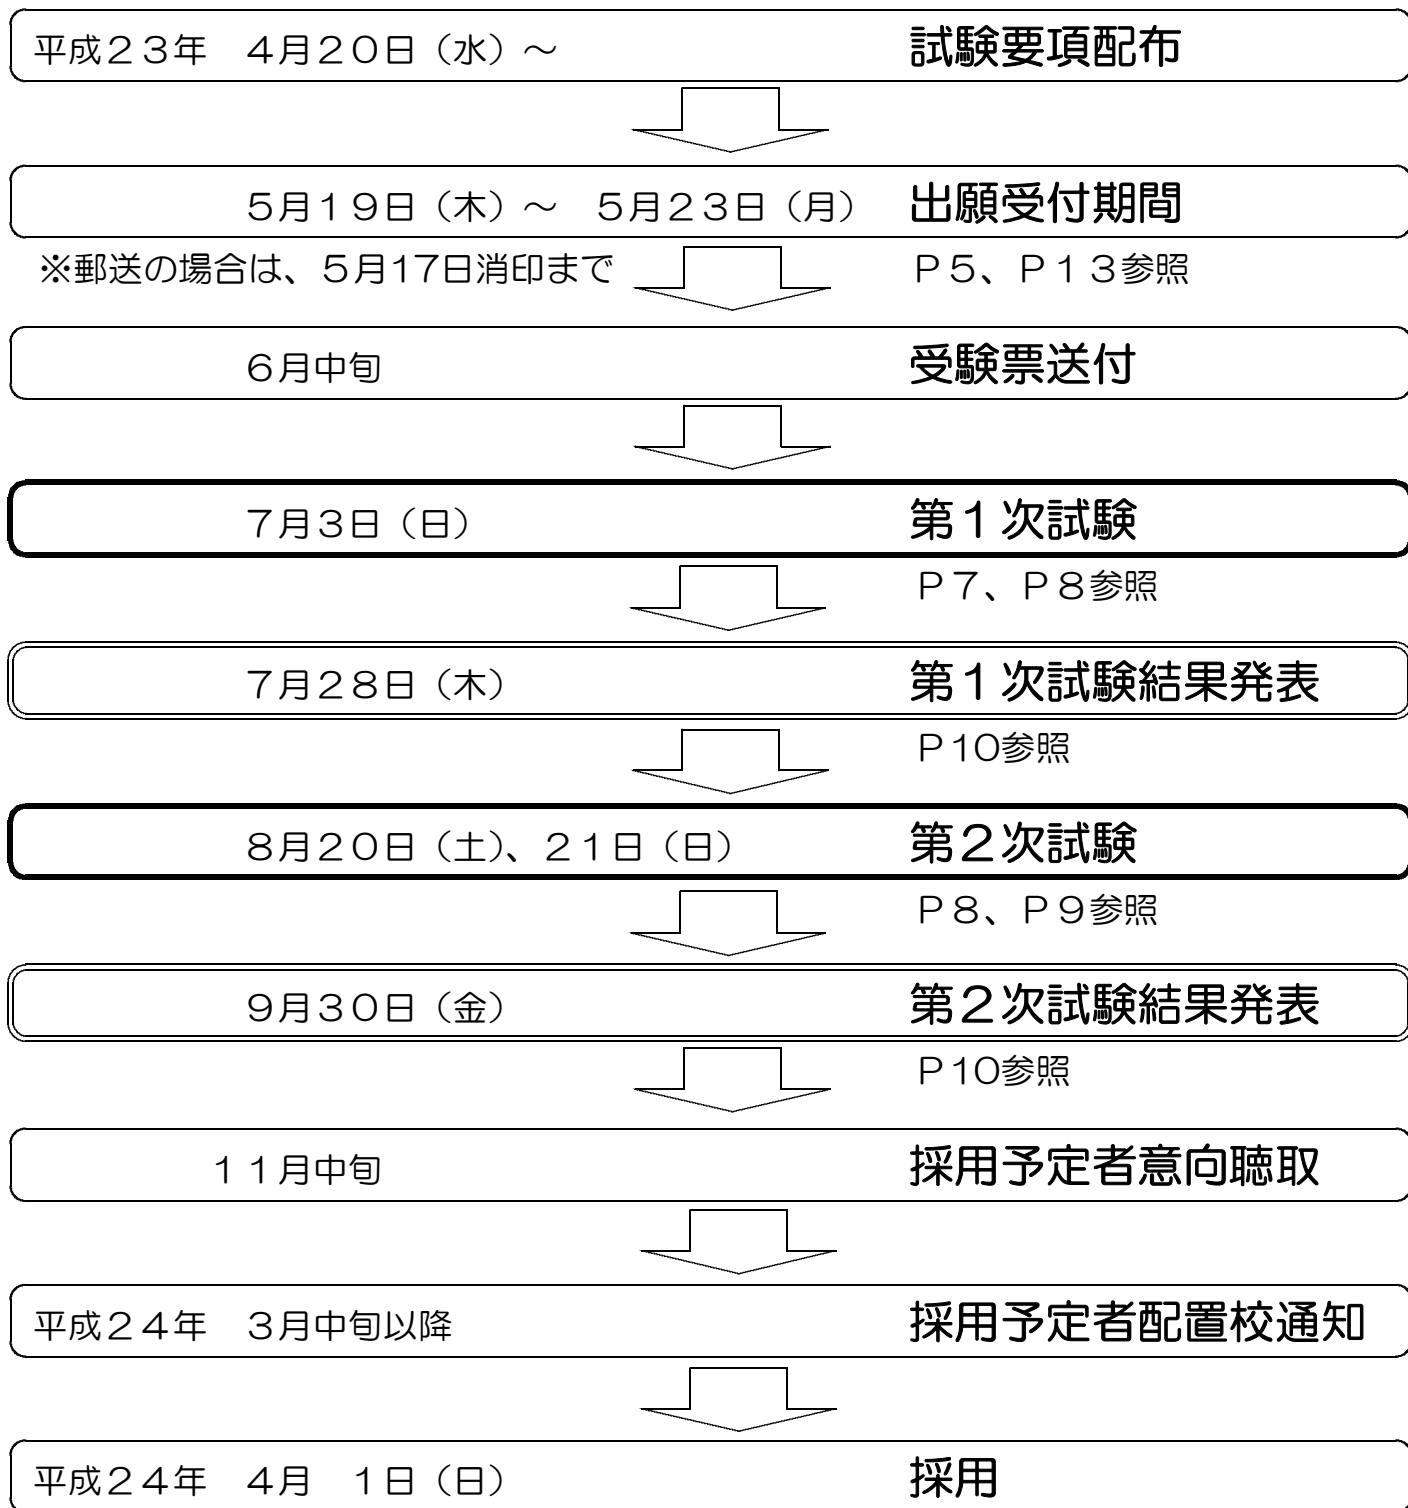 平成23年　4月20日（水）～　試験要項配布
5月19日（木）～　5月23日（月）　出願受付期間
※郵送の場合は、5月17日消印まで　P5、P13参照
6月中旬　受験票送付
7月3日（日）　第1次試験
P7、P8参照
7月28日（木）　第1次試験結果発表
P10参照
8月20日（土）、21日（日）　第2次試験
P8、P9参照
9月30日（金）　第2次試験結果発表
P10参照
11月中旬　採用予定者意向聴取
平成24年　3月中旬以降　採用予定者配置校通知
平成24年　4月　1日（日）　採用